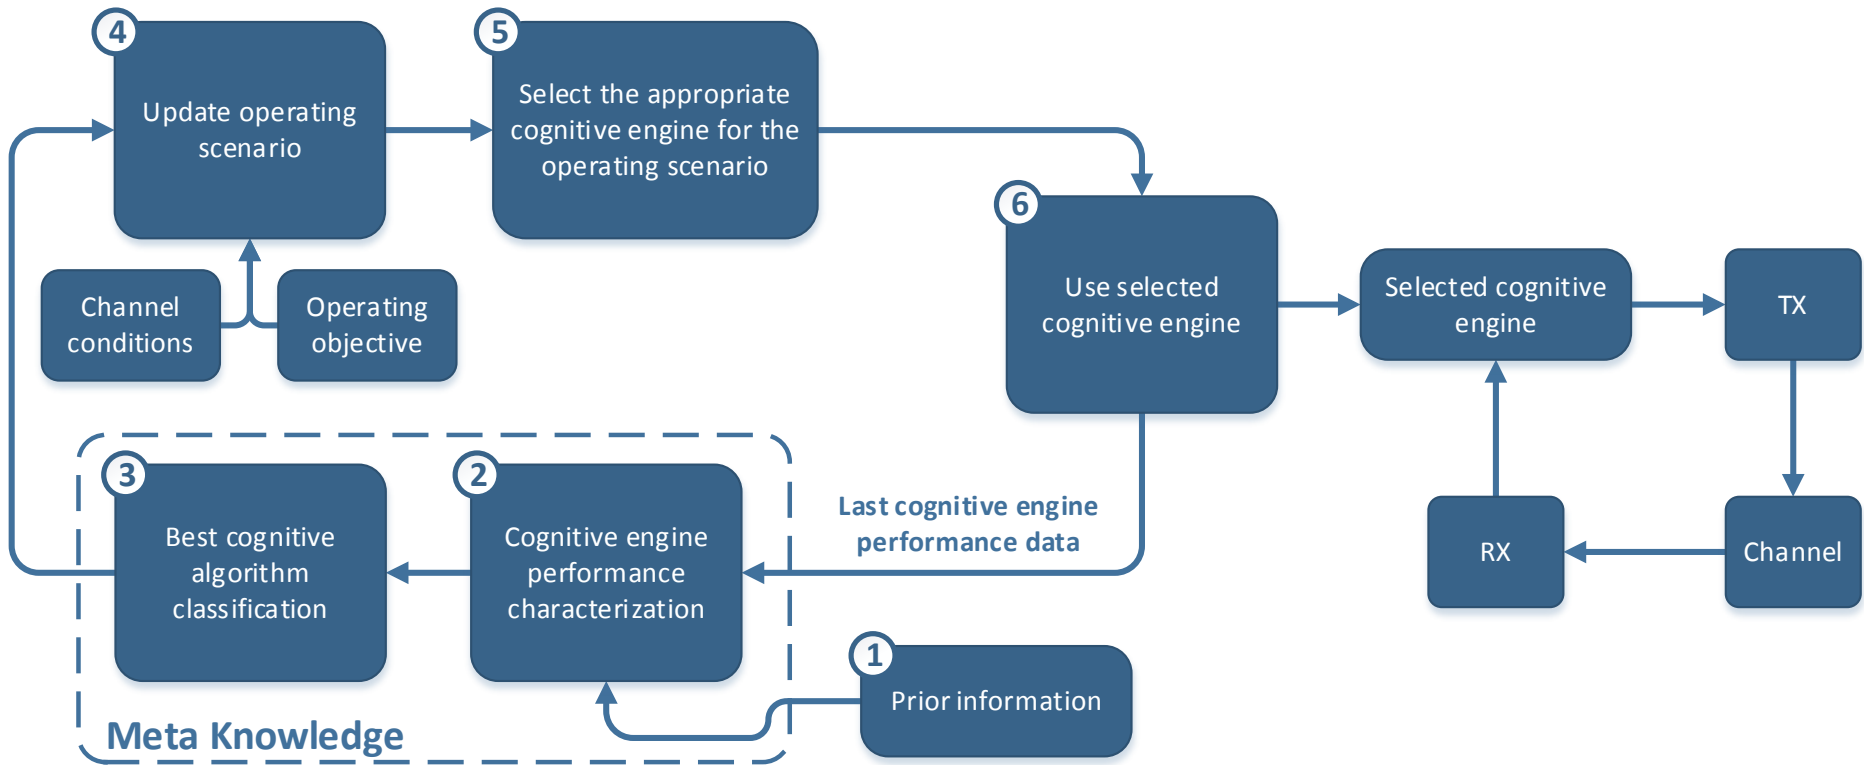 4
Update operating
scenario
5
Select the appropriate
cognitive engine for the
operating scenario
6
Use selected
cognitive engine
Selected cognitive
engine
TX
Channel
conditions
Operating
objective
3
Best cognitive
algorithm
classification
2
Cognitive engine
performance
characterization
Last cognitive engine
performance data
RX
Channel
1
Prior information
Meta Knowledge